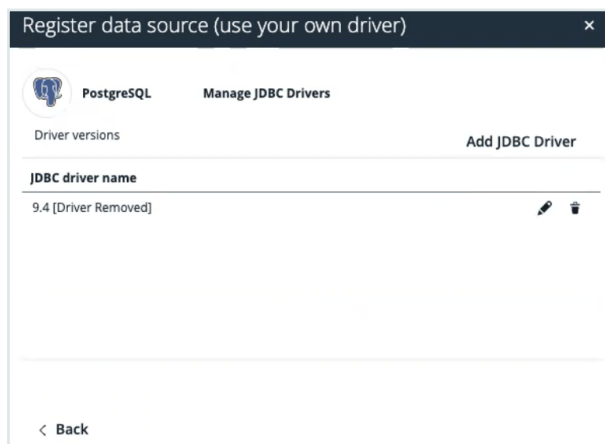 Register data source (use your own driver) ×
PostgreSQL Manage JDBC Drivers
Driver versions
Add JDBC Driver
JDBC driver name
9.4 [Driver Removed]
< Back